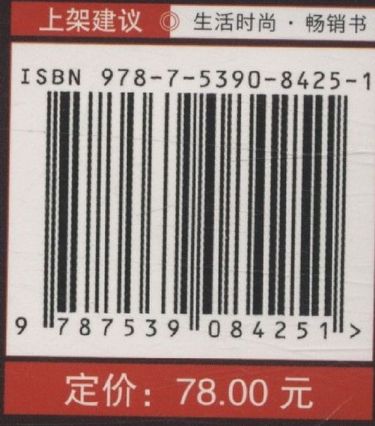 上架建议 ◎ 生活时尚 · 畅销书
ISBN 978-7-5390-8425-1
9 787539 084251 >
定价：78.00 元